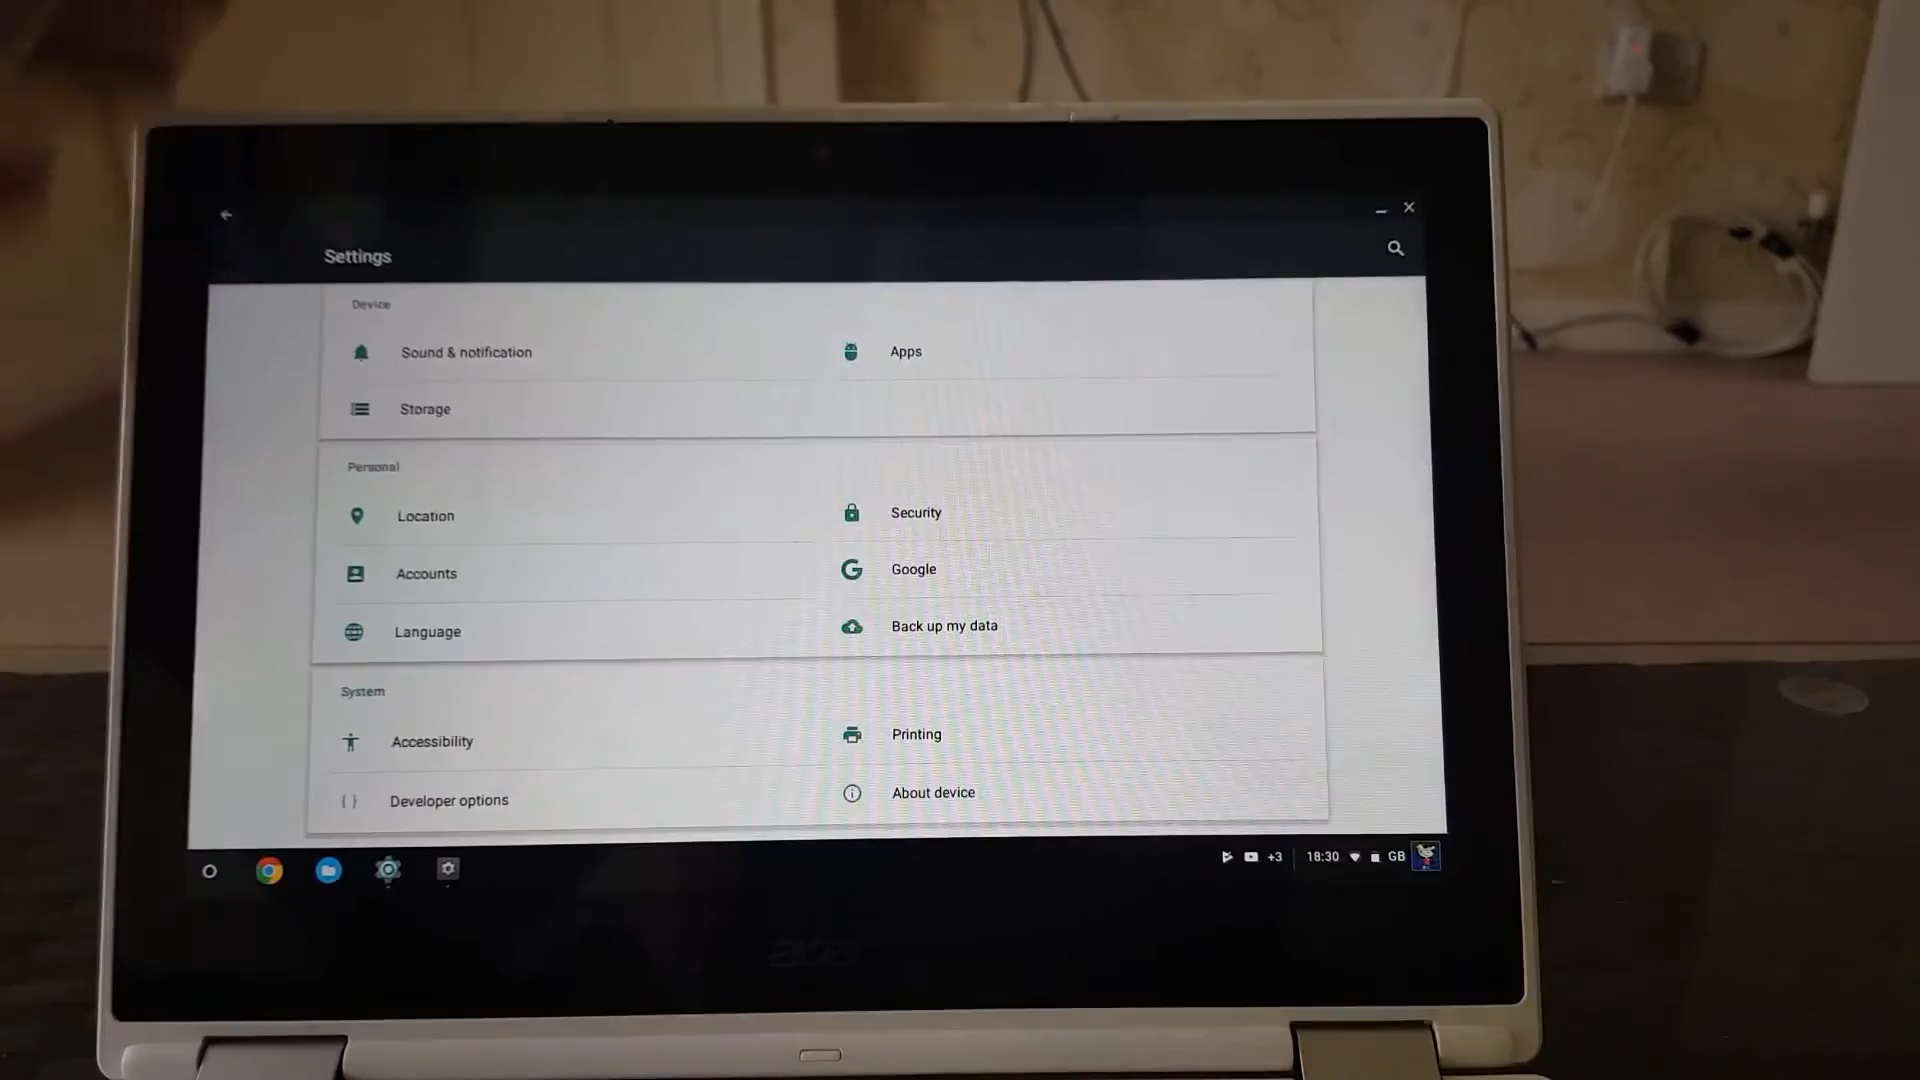 Settings
Device
Sound & notification
Apps
Storage
Personal
Location
Security
Accounts
Google
Language
Back up my data
System
Accessibility
Printing
Developer options
About device
+3 18:30 GB
acer